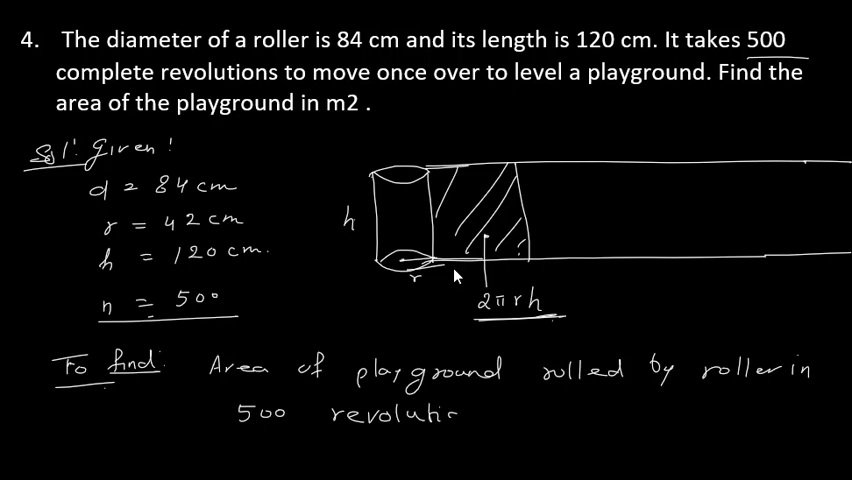 4. The diameter of a roller is 84 cm and its length is 120 cm. It takes 500
complete revolutions to move once over to level a playground. Find the
area of the playground in m2 .
Sol: Given:
d = 84 cm
r = 42 cm
h = 120 cm.
n = 500
h
r
2πrh
To find: Area of playground rolled by roller in
500 revolutio